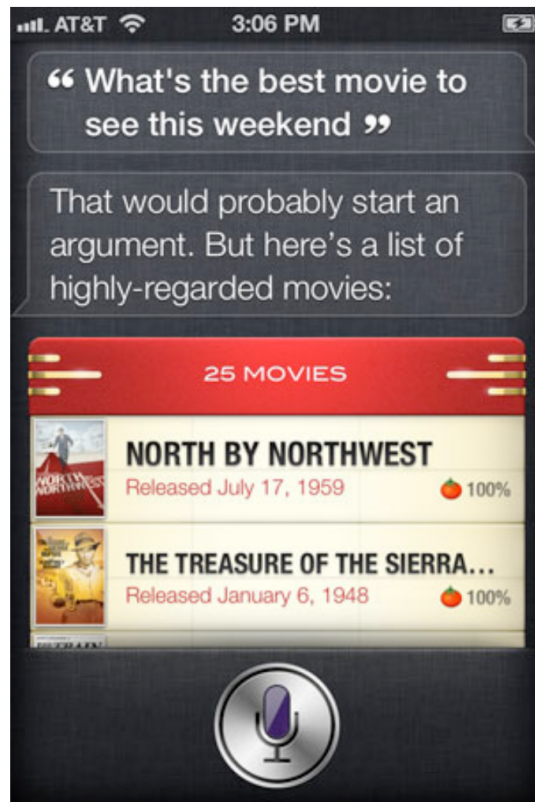 AT&T 3:06 PM
“ What's the best movie to
see this weekend ”
That would probably start an
argument. But here’s a list of
highly-regarded movies:
25 MOVIES
NORTH BY NORTHWEST
Released July 17, 1959 100%
NORTH
NORTHWEST
THE TREASURE OF THE SIERRA...
Released January 6, 1948 100%